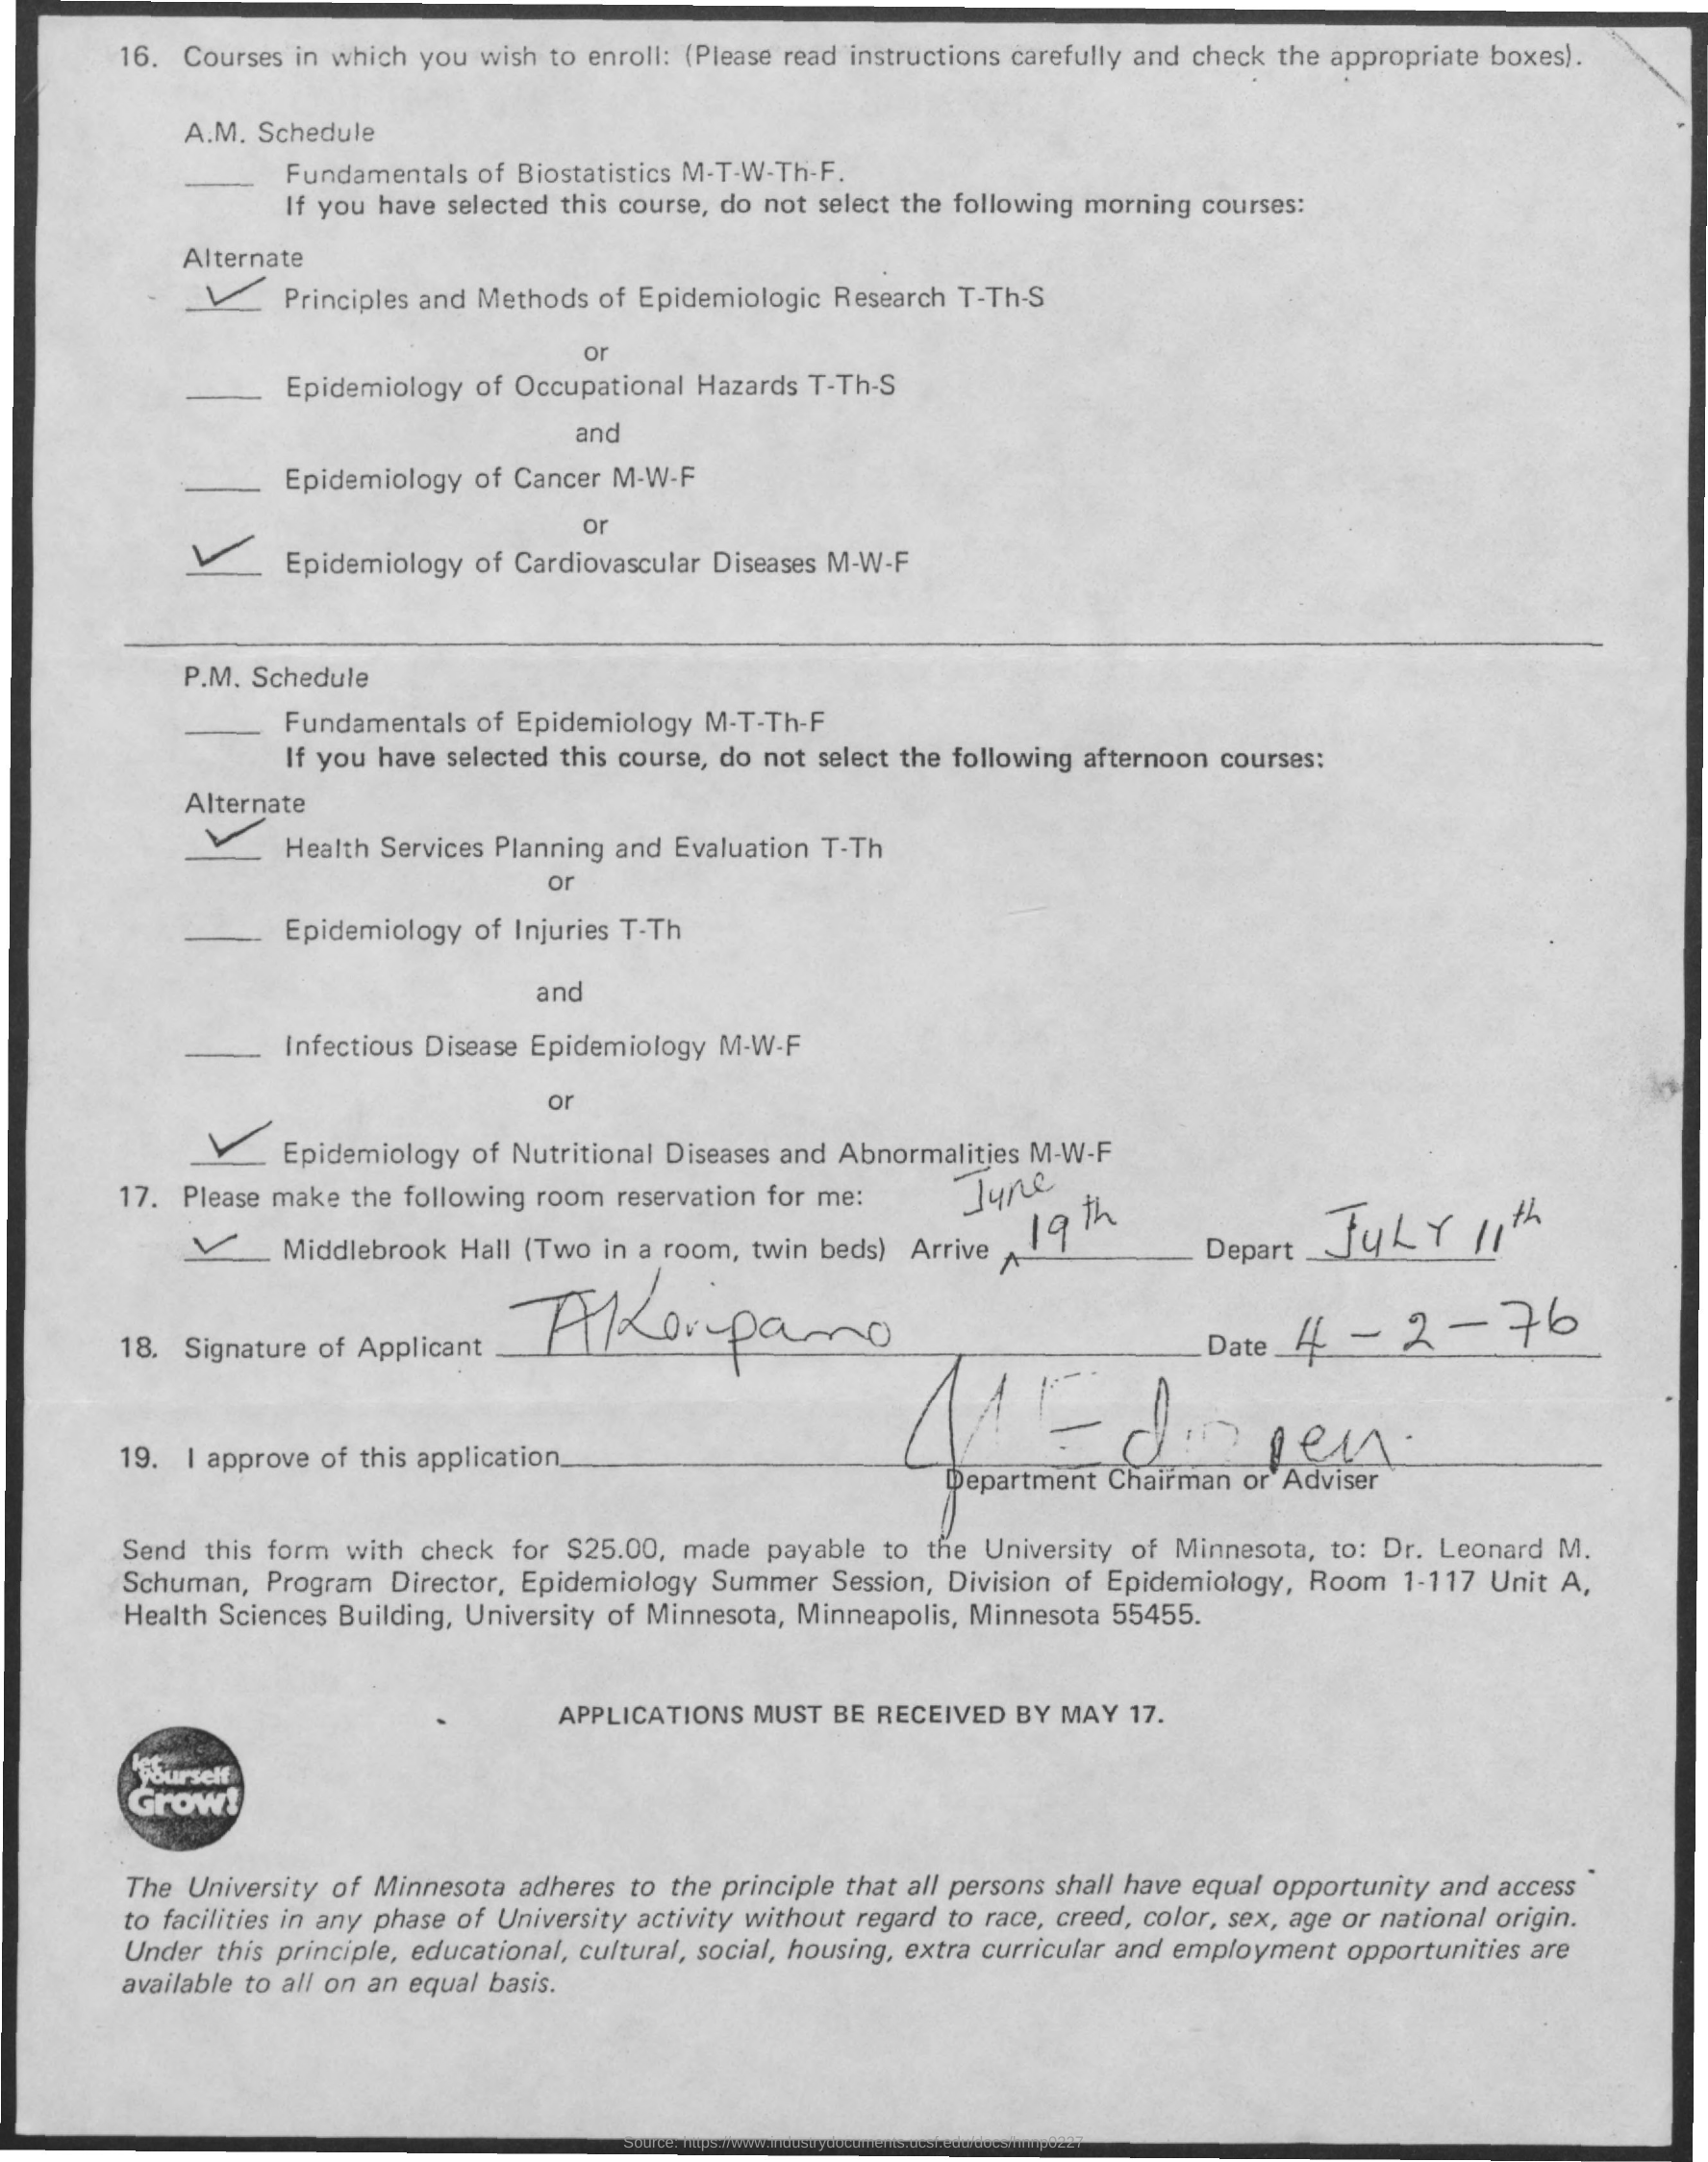 16. Courses in which you wish to enroll: (Please read instructions carefully and check the appropriate boxes).
A.M. Schedule
Fundamentals of Biostatistics M-T-W-Th-F.
If you have selected this course, do not select the following morning courses:
Alternate
Principles and Methods of Epidemiologic Research T-Th-S
or
Epidemiology of Occupational Hazards T-Th-S
and
Epidemiology of Cancer M-W-F
or
Epidemiology of Cardiovascular Diseases M-W-F
P.M. Schedule
Fundamentals of Epidemiology M-T-Th-F
If you have selected this course, do not select the following afternoon courses:
Alternate
Health Services Planning and Evaluation T-Th
or
Epidemiology of Injuries T-Th
and
Infectious Disease Epidemiology M-W-F
or
Epidemiology of Nutritional Diseases and Abnormalities M-W-F
17. Please make the following room reservation for me:
Middlebrook Hall (Two in a room, twin beds) Arrive June 19th Depart JULY 11th
18. Signature of Applicant Date 4-2-76
19. I approve of this application
Department Chairman or Adviser
Send this form with check for $25.00, made payable to the University of Minnesota, to: Dr. Leonard M.
Schuman, Program Director, Epidemiology Summer Session, Division of Epidemiology, Room 1-117 Unit A,
Health Sciences Building, University of Minnesota, Minneapolis, Minnesota 55455.
APPLICATIONS MUST BE RECEIVED BY MAY 17.
let
yourself
Grow!
The University of Minnesota adheres to the principle that all persons shall have equal opportunity and access
to facilities in any phase of University activity without regard to race, creed, color, sex, age or national origin.
Under this principle, educational, cultural, social, housing, extra curricular and employment opportunities are
available to all on an equal basis.
Source: https://www.industrydocuments.ucsf.edu/docs/hnnp0227